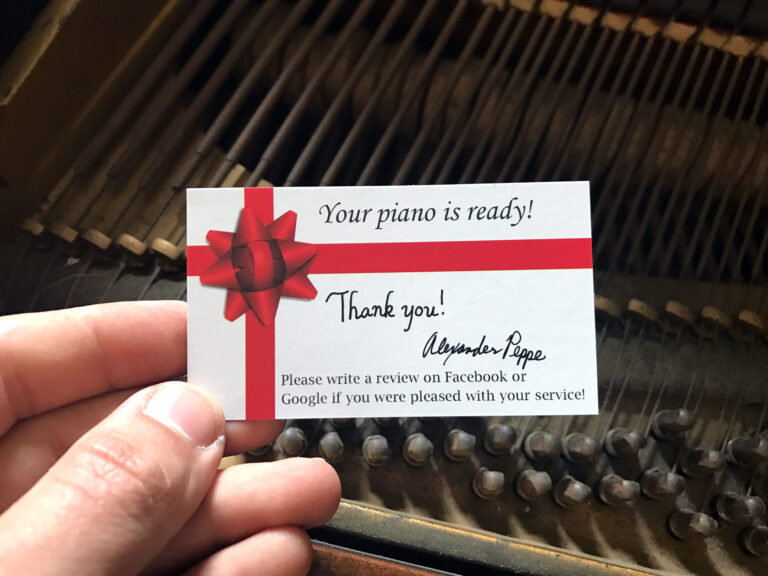 Your piano is ready!
Thank you!
Alexander Peppe
Please write a review on Facebook or
Google if you were pleased with your service!